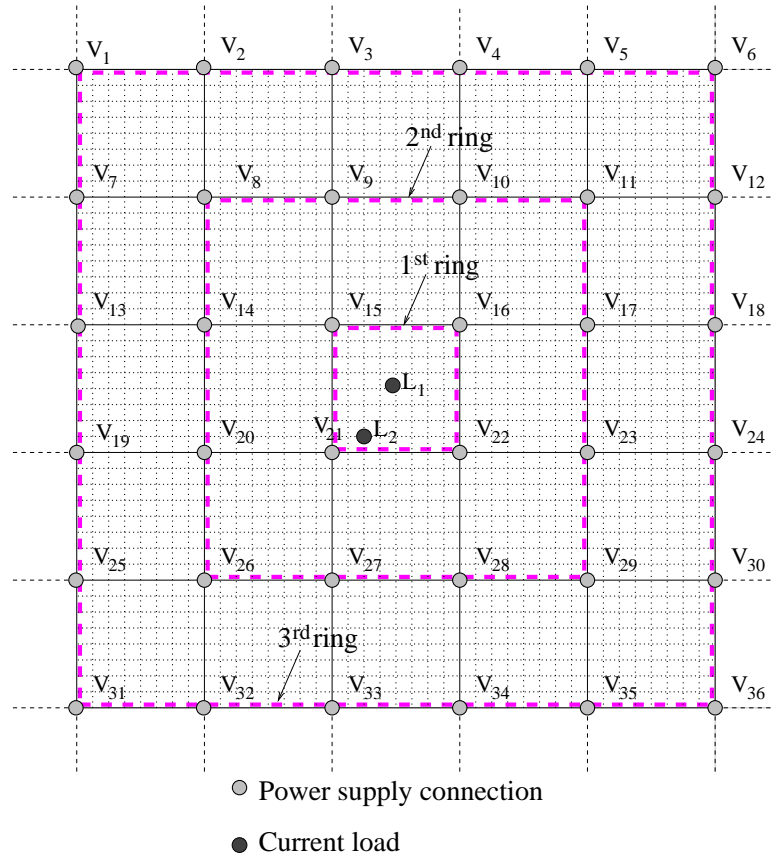 V1 V2 V3 V4 V5 V6
2nd ring
V7 V8 V9 V10 V11 V12
1st ring
V13 V14 V15 V16 V17 V18
L1
V19 V20 V21 L2 V22 V23 V24
V25 V26 V27 V28 V29 V30
3rd ring
V31 V32 V33 V34 V35 V36
Power supply connection
Current load